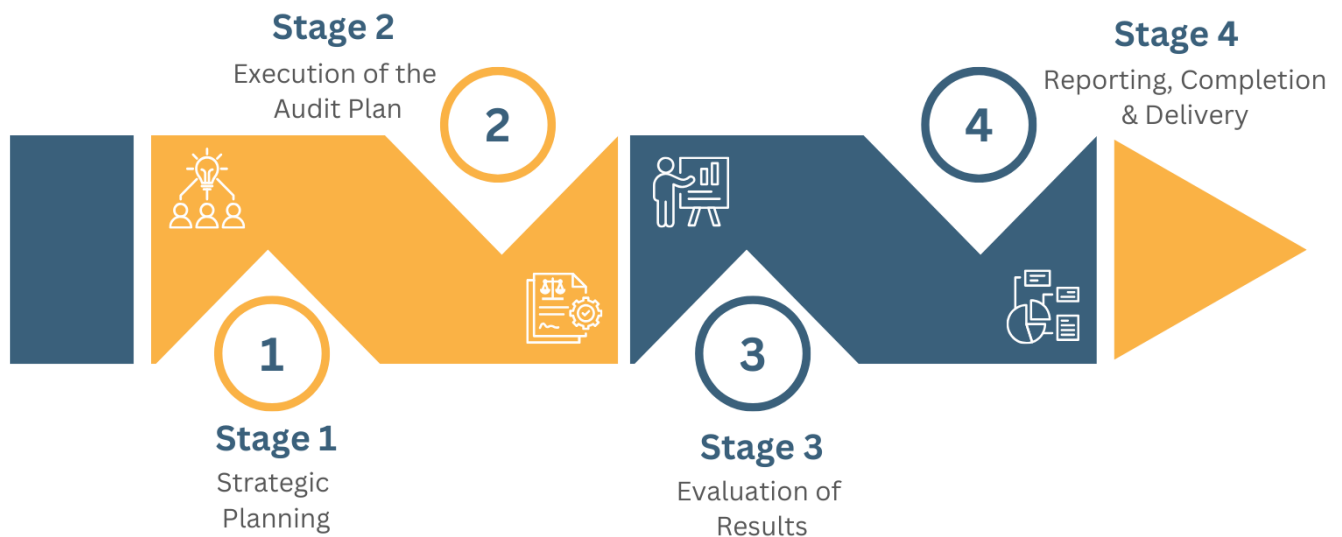 Stage 1
1
Strategic
Planning
Stage 2
Execution of the
Audit Plan
2
Stage 3
3
Evaluation of
Results
Stage 4
Reporting, Completion
& Delivery
4